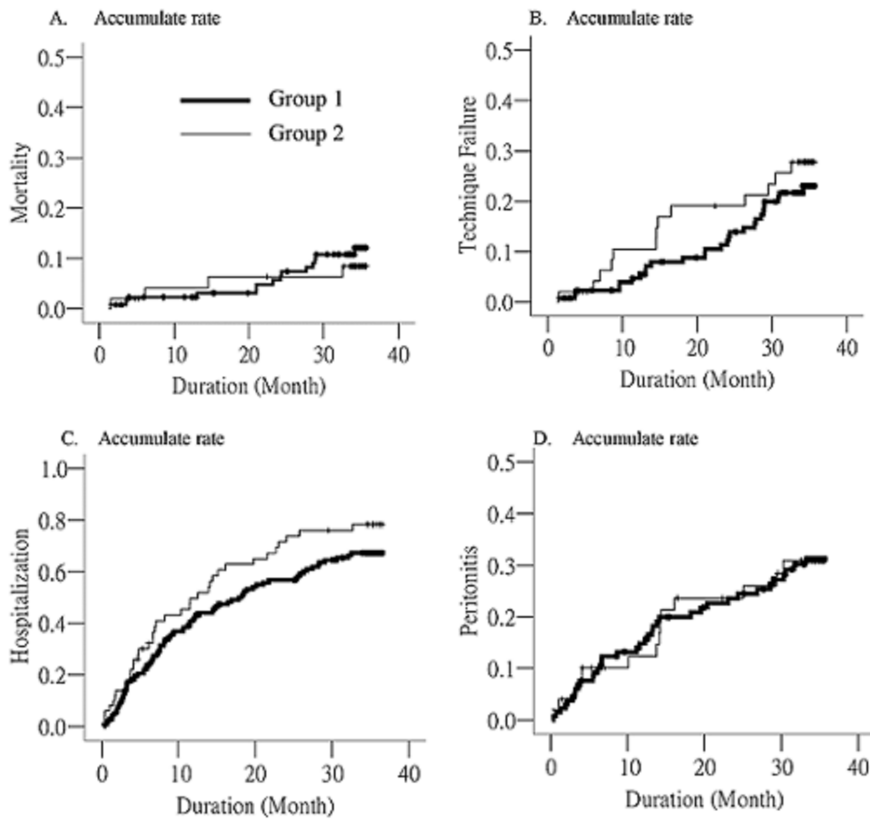 A. Accumulate rate
0.5
0.4
0.3
0.2
0.1
0.0
Mortality
Group 1
Group 2
0 10 20 30 40
Duration (Month)
B. Accumulate rate
0.5
0.4
0.3
0.2
0.1
0.0
Technique Failure
0 10 20 30 40
Duration (Month)
C. Accumulate rate
1.0
0.8
0.6
0.4
0.2
0.0
Hospitalization
0 10 20 30 40
Duration (Month)
D. Accumulate rate
0.5
0.4
0.3
0.2
0.1
0.0
Peritonitis
0 10 20 30 40
Duration (Month)